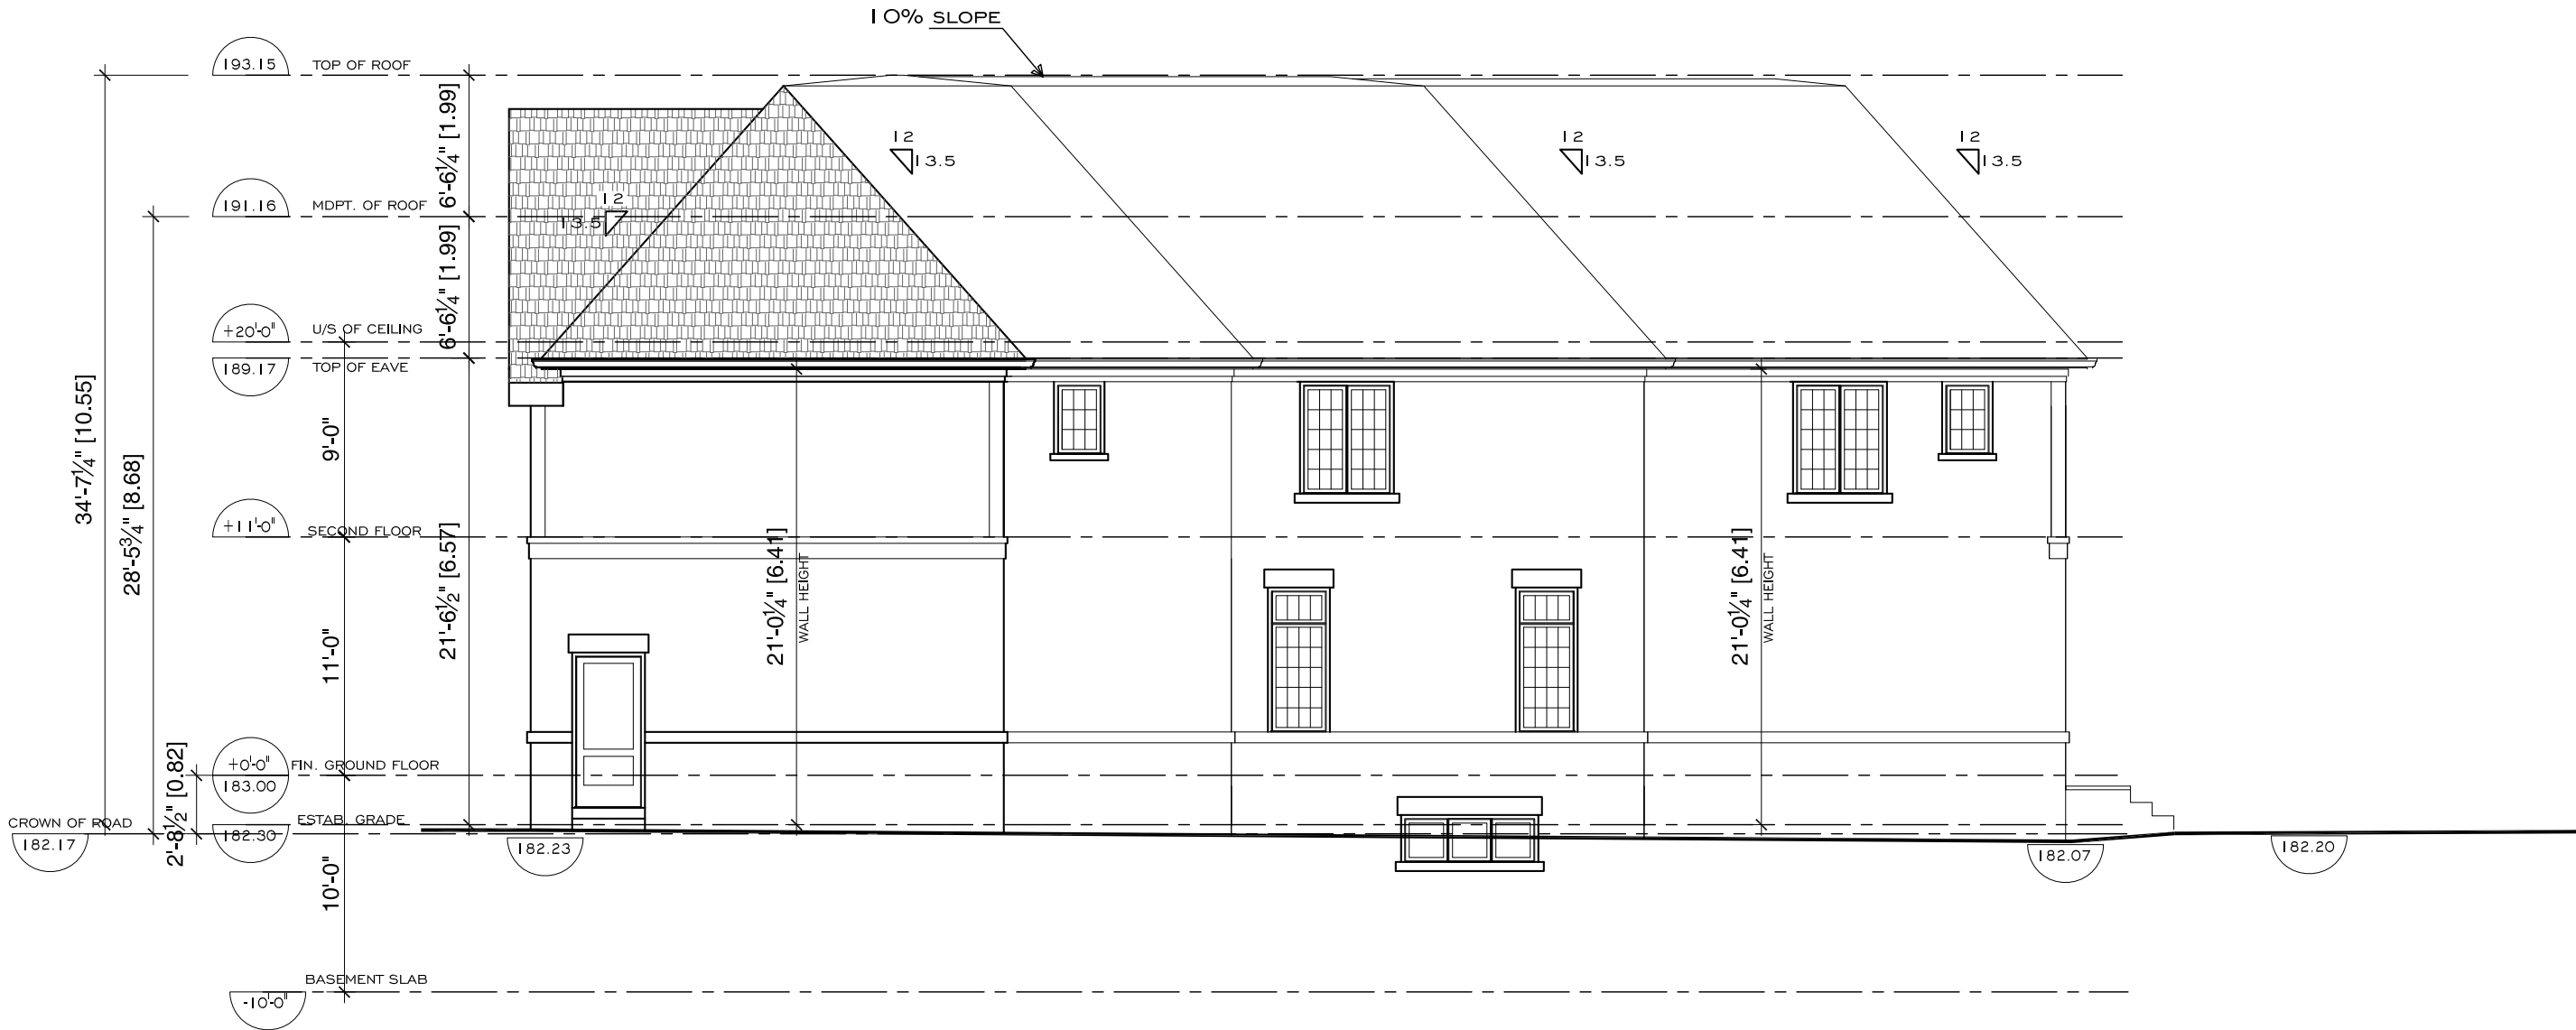 10% SLOPE
193.15 TOP OF ROOF
6'-6¼" [1.99]
12
13.5
12
13.5
12
13.5
191.16 MDPT. OF ROOF
12
13.5
6'-6¼" [1.99]
+20'-0" U/S OF CEILING
189.17 TOP OF EAVE
34'-7¼" [10.55]
28'-5¾" [8.68]
9'-0"
+11'-0" SECOND FLOOR
21'-6½" [6.57]
21'-0¼" [6.41]
WALL HEIGHT
21'-0¼" [6.41]
WALL HEIGHT
11'-0"
2'-8½" [0.82]
+0'-0" FIN. GROUND FLOOR
183.00
CROWN OF ROAD
182.17
ESTAB. GRADE
182.30
182.23
182.07
182.20
10'-0"
BASEMENT SLAB
-10'-0"